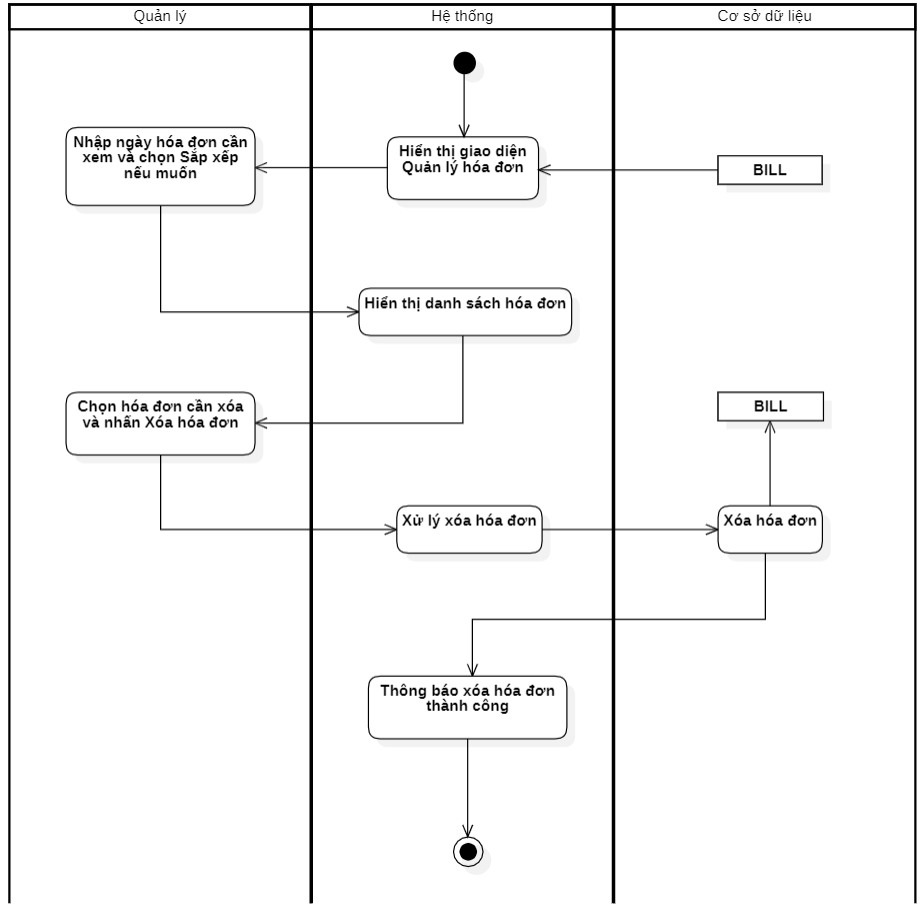 Quản lý
Hệ thống
Cơ sở dữ liệu
Nhập ngày hóa đơn cần
xem và chọn Sắp xếp
nếu muốn
Hiển thị giao diện
Quản lý hóa đơn
BILL
Hiển thị danh sách hóa đơn
Chọn hóa đơn cần xóa
và nhấn Xóa hóa đơn
BILL
Xử lý xóa hóa đơn
Xóa hóa đơn
Thông báo xóa hóa đơn
thành công